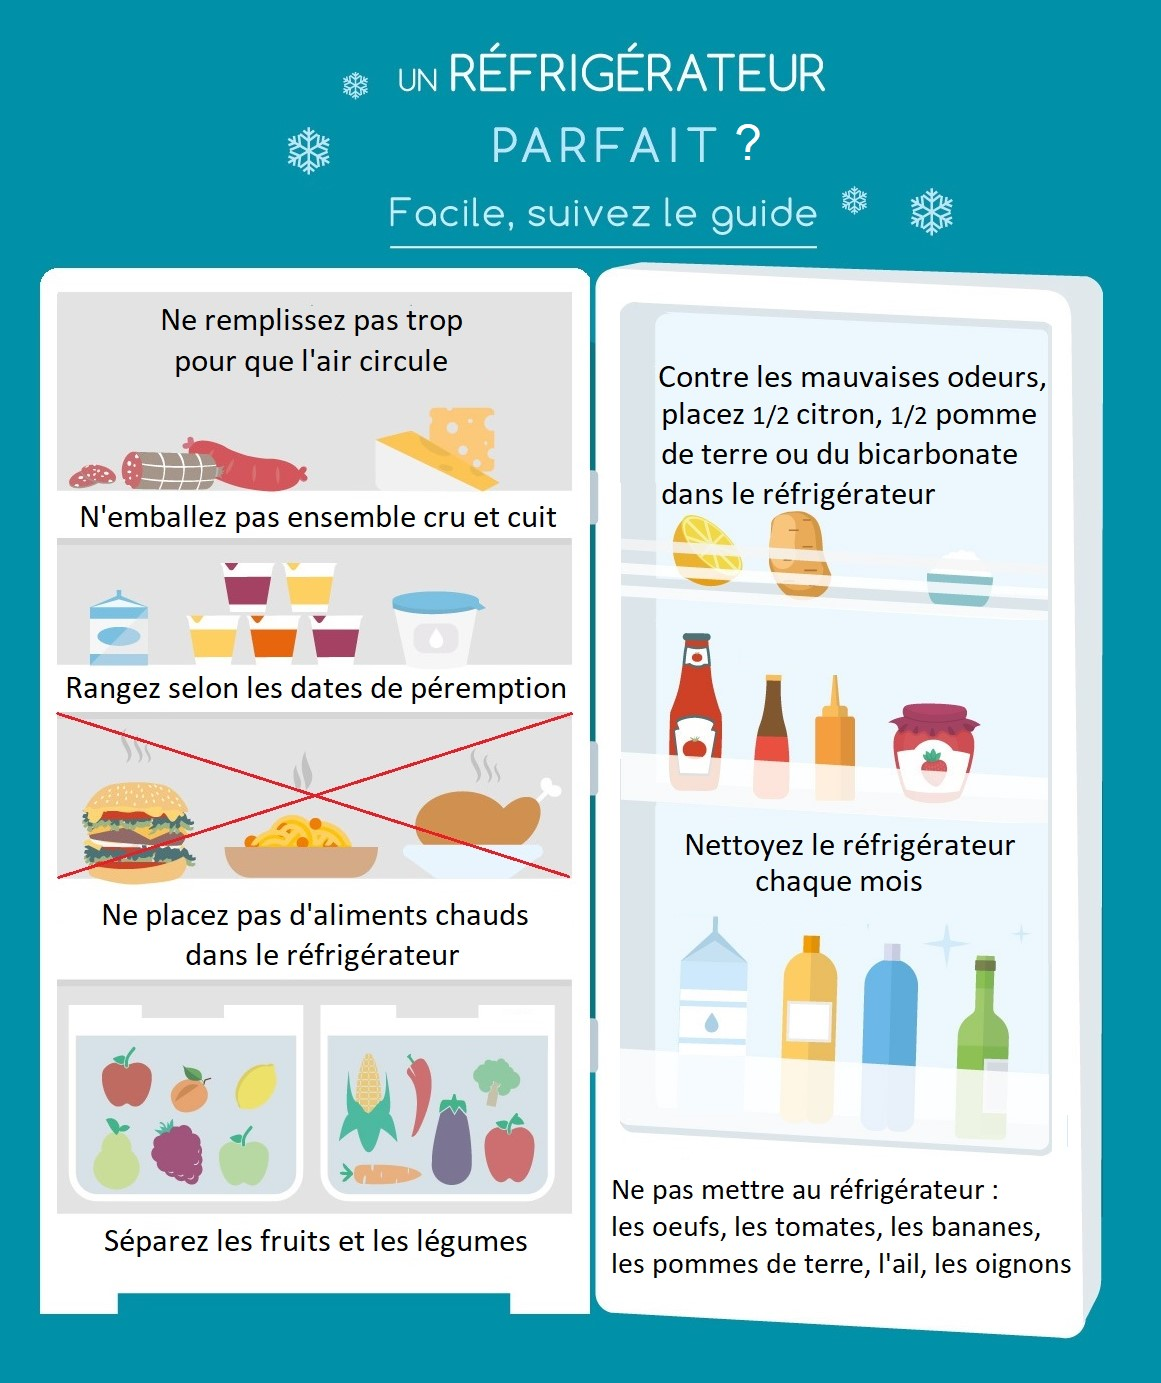 UN RÉFRIGÉRATEUR
PARFAIT ?
Facile, suivez le guide
Ne remplissez pas trop
pour que l'air circule
N'emballez pas ensemble cru et cuit
Rangez selon les dates de péremption
Ne placez pas d'aliments chauds
dans le réfrigérateur
Séparez les fruits et les légumes
Contre les mauvaises odeurs,
placez 1/2 citron, 1/2 pomme
de terre ou du bicarbonate
dans le réfrigérateur
Nettoyez le réfrigérateur
chaque mois
Ne pas mettre au réfrigérateur :
les oeufs, les tomates, les bananes,
les pommes de terre, l'ail, les oignons